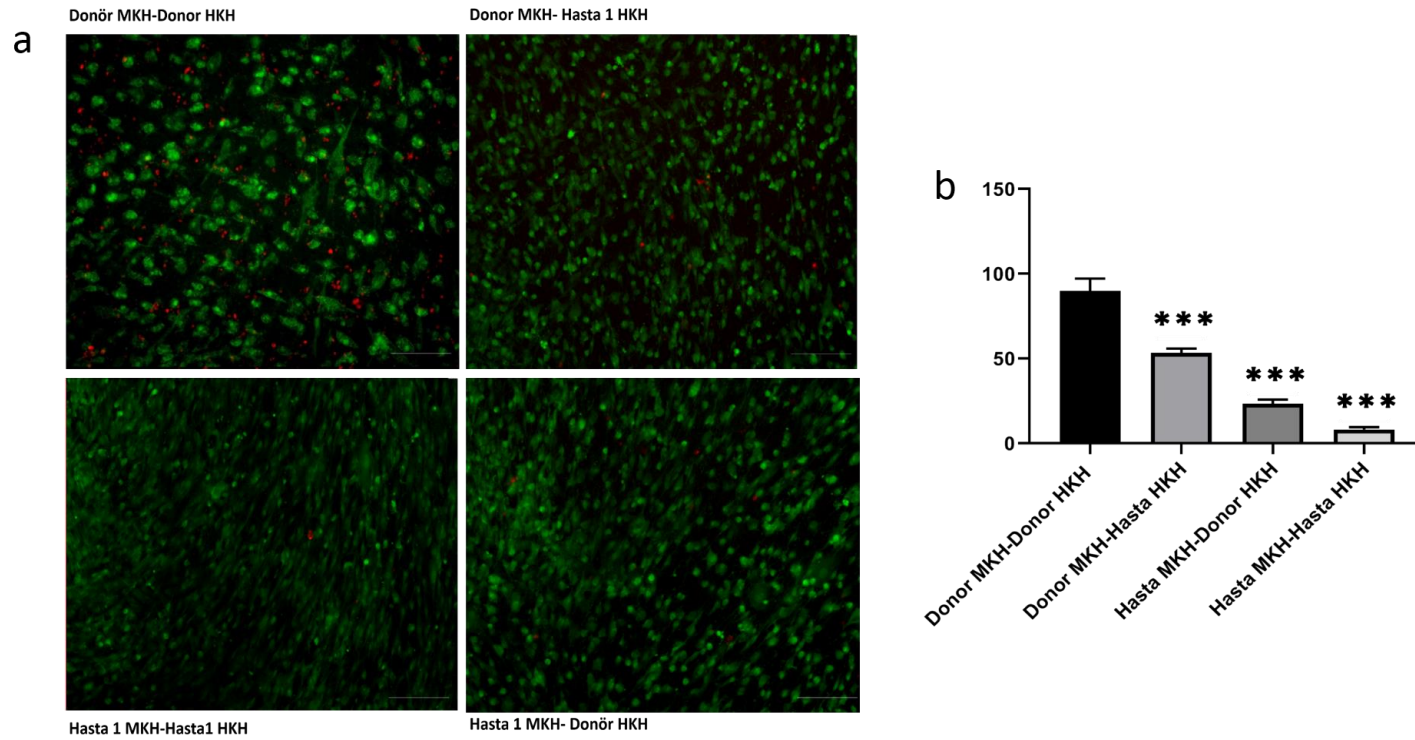 Donör MKH-Donor HKH
Donor MKH- Hasta 1 HKH
a
Hasta 1 MKH-Hasta1 HKH
Hasta 1 MKH- Donör HKH
b
150
100
50
0
***
***
***
Donor MKH-Donor HKH
Donor MKH-Hasta HKH
Hasta MKH-Donor HKH
Hasta MKH-Hasta HKH